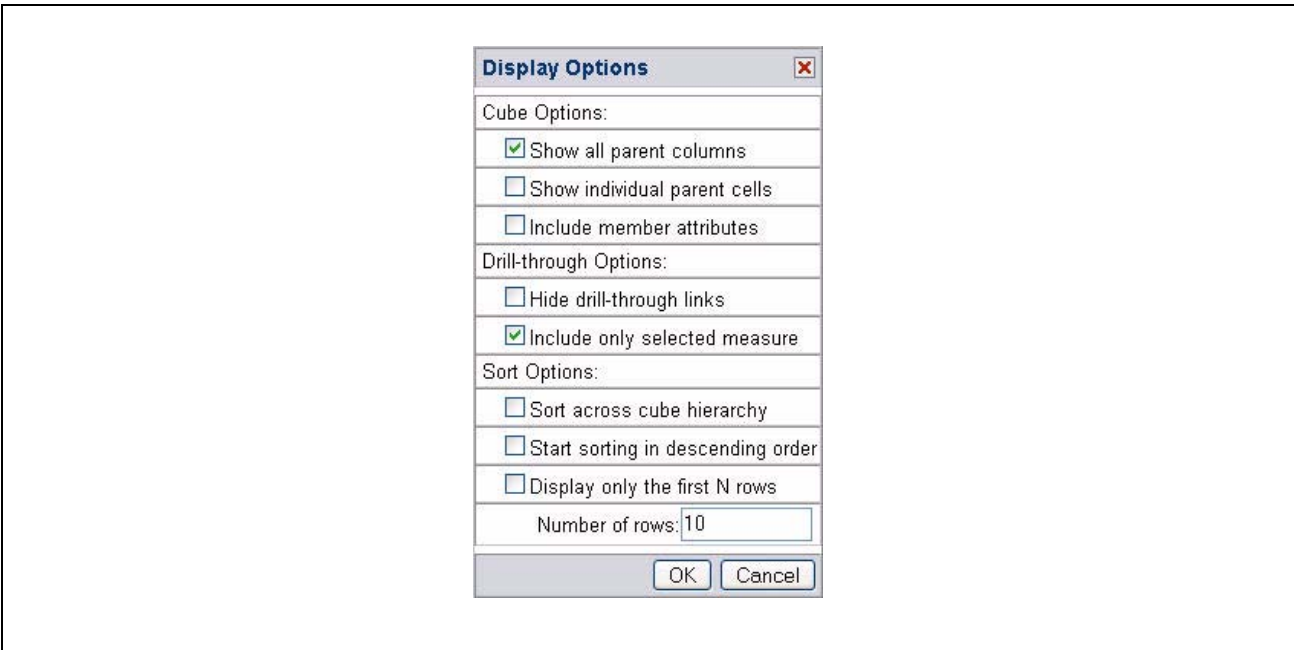 Display Options
Cube Options:
Show all parent columns
Show individual parent cells
Include member attributes
Drill-through Options:
Hide drill-through links
Include only selected measure
Sort Options:
Sort across cube hierarchy
Start sorting in descending order
Display only the first N rows
Number of rows: 10
OK Cancel